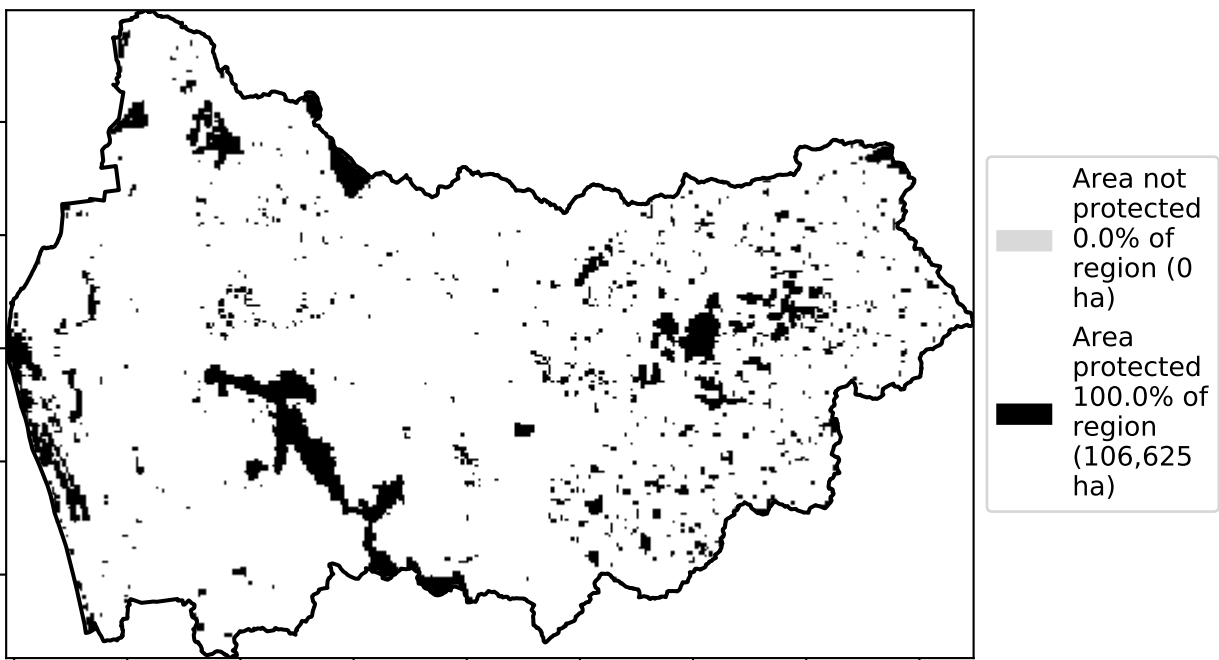 Area not
protected
0.0% of
region (0
ha)
Area
protected
100.0% of
region
(106,625
ha)